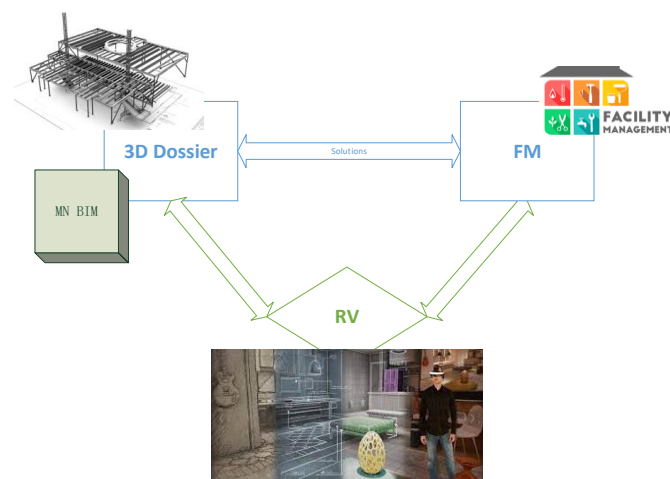 3D Dossier
Solutions
FM
FACILITY
MANAGEMENT
MN BIM
RV